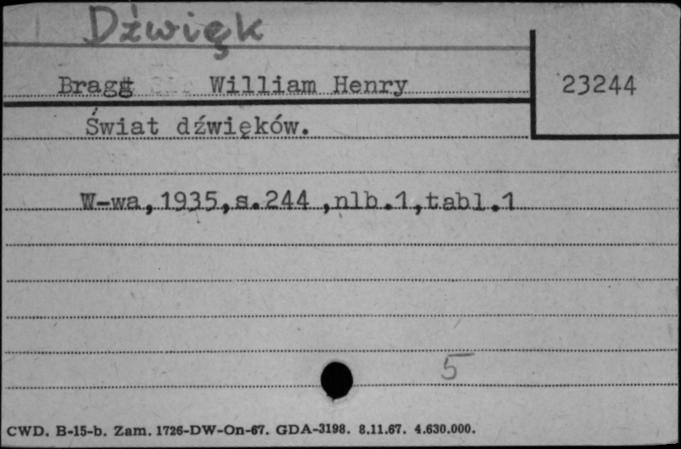 Dźwięk
Bragg William Henry 23244
Świat dźwięków.
W-wa,1935,s.244 ,nlb.1,tabl.1
5
CWD. B-15-b. Zam. 1726-DW-On-67. GDA-3198. 8.11.67. 4.630.000.